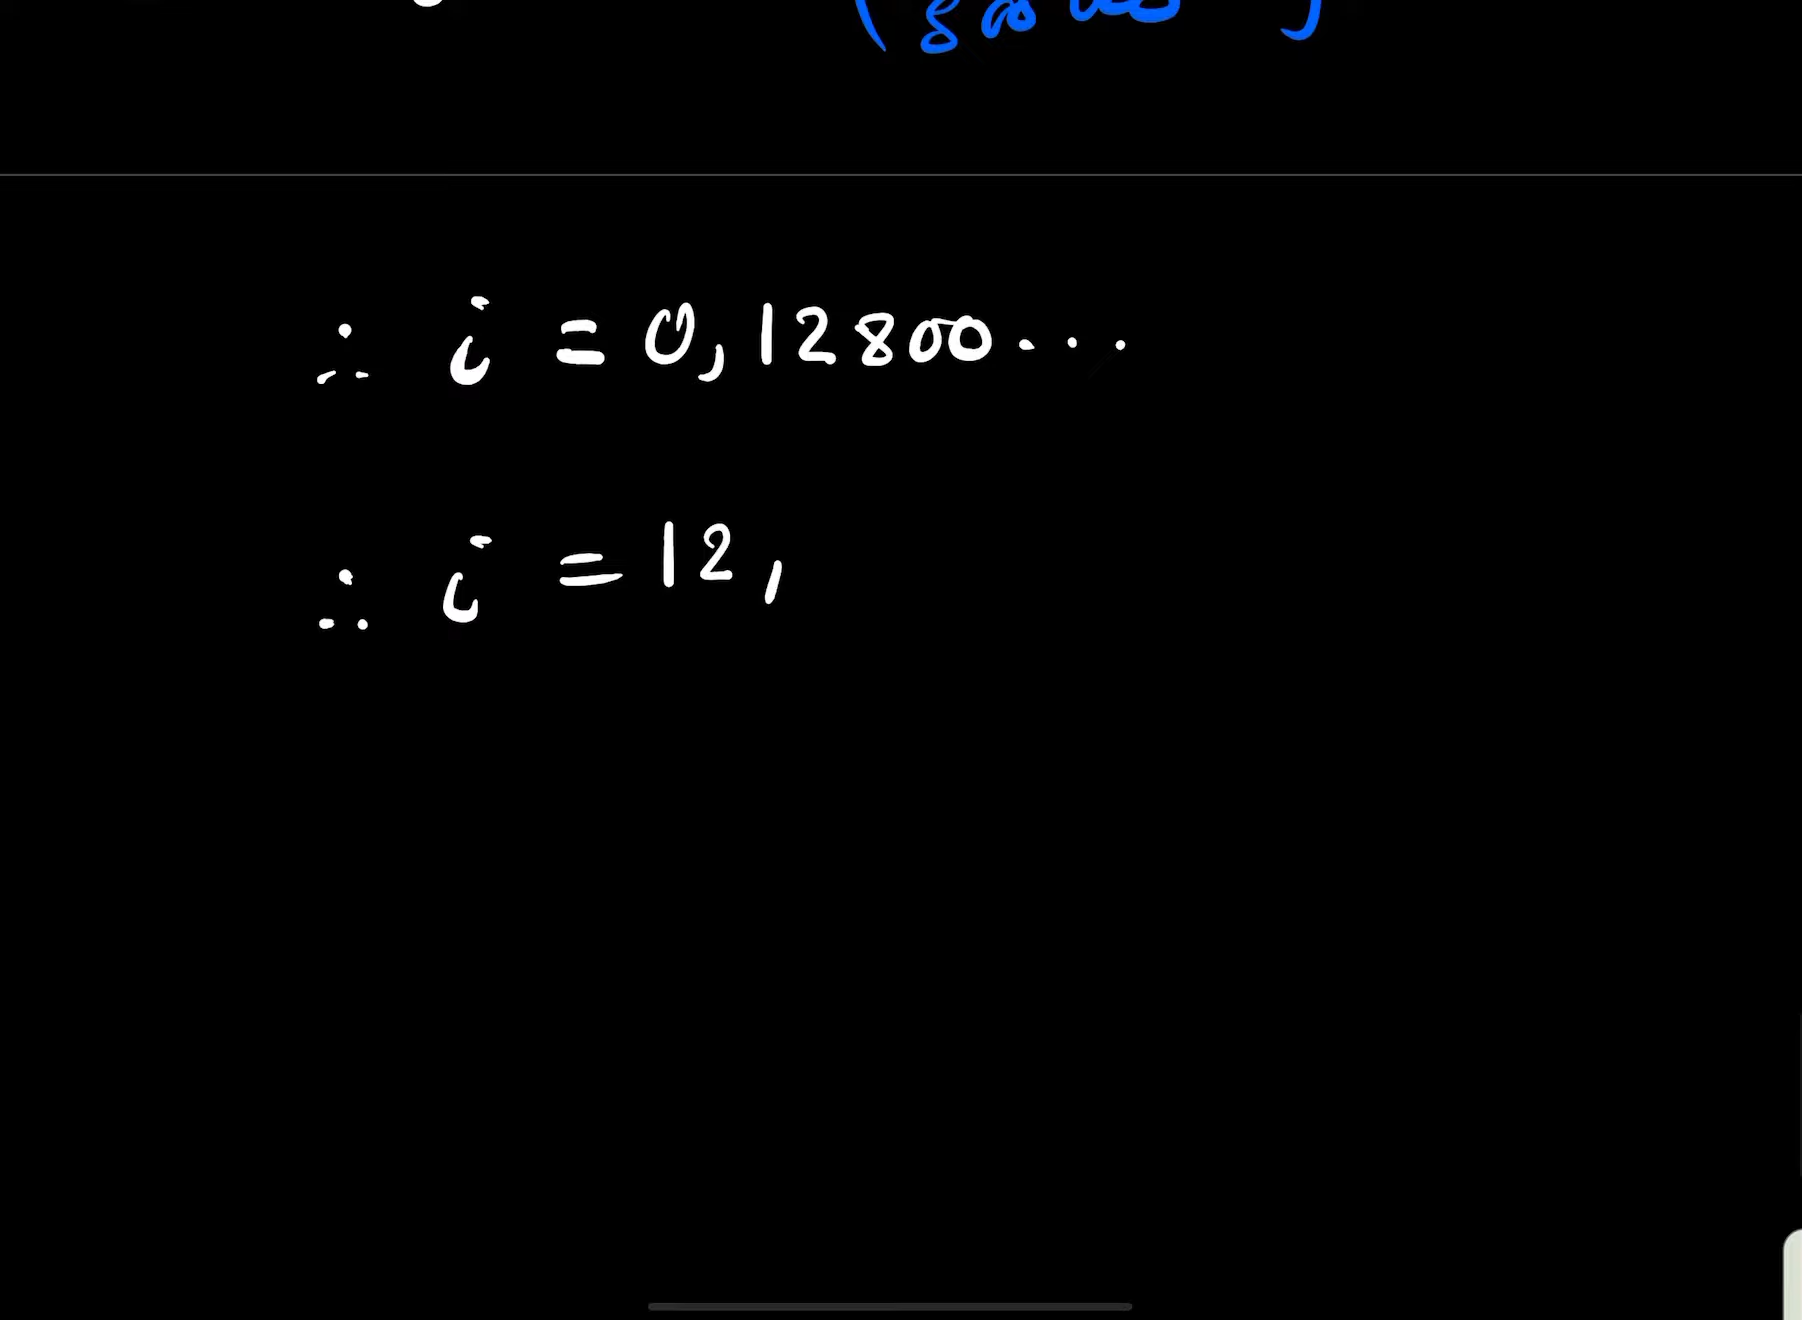 ∴ i = 0,12800...
∴ i = 12,